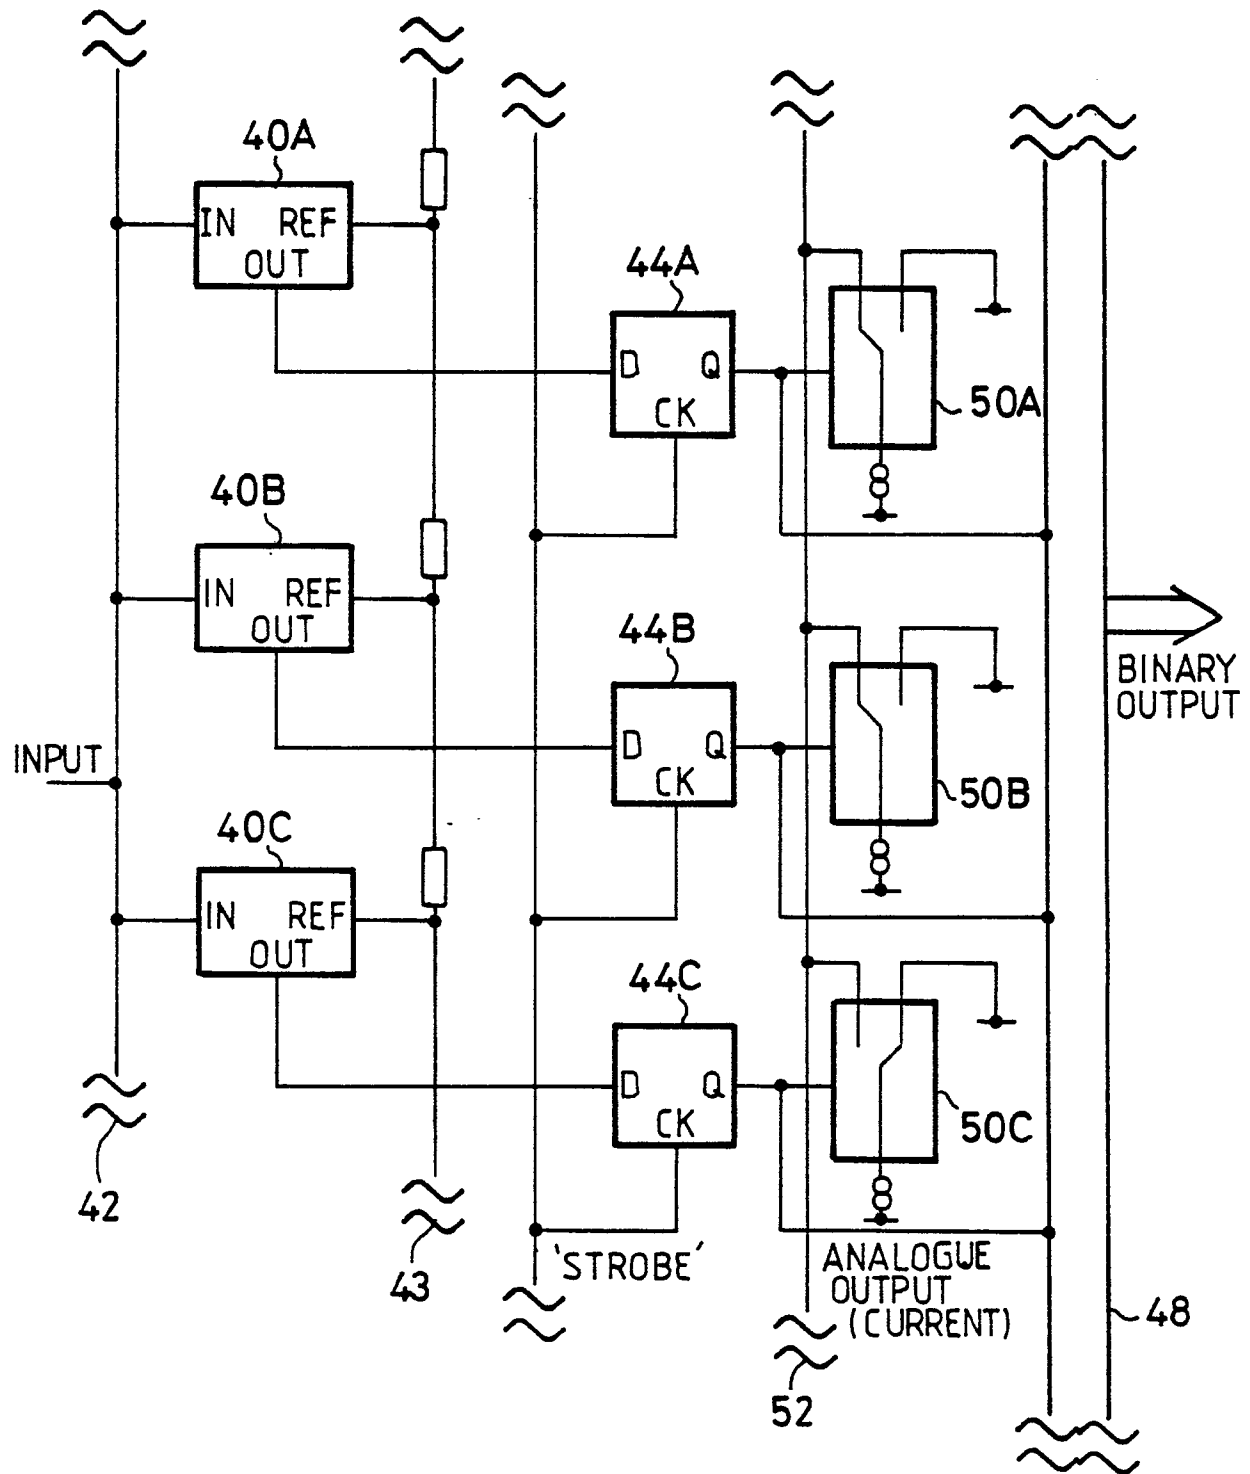 40A
IN REF
OUT
44A
D Q
CK
50A
40B
IN REF
OUT
44B
D Q
CK
50B
BINARY
OUTPUT
INPUT
40C
IN REF
OUT
44C
D Q
CK
50C
42
43
'STROBE'
ANALOGUE
OUTPUT
(CURRENT)
48
52